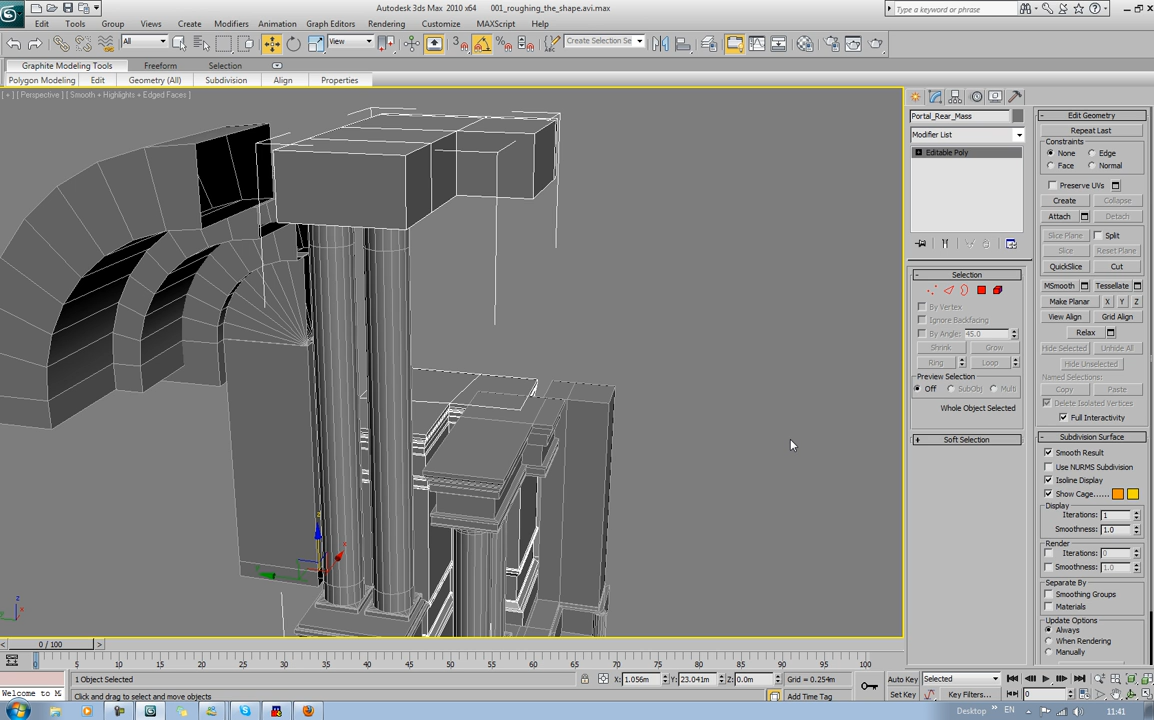 Autodesk 3ds Max 2010 x64 001_roughing_the_shape.avi.max
Enter a keyword or phrase
Edit Tools Group Views Create Modifiers Animation Graph Editors Rendering Customize MAXScript Help
All View Create Selection Se
Graphite Modeling Tools Freeform Selection
Polygon Modeling Edit Geometry (All) Subdivision Align Properties
[ + ] [ Perspective ] [ Smooth + Highlights + Edged Faces ]
Portal_Rear_Mass
Modifier List
Editable Poly
Selection
By Vertex
Ignore Backfacing
By Angle: 45.0
Shrink Grow
Ring Loop
Preview Selection
Off SubObj Multi
Whole Object Selected
Soft Selection
Edit Geometry
Repeat Last
Constraints
None Edge
Face Normal
Preserve UVs
Create Collapse
Attach Detach
Slice Plane Split
Slice Reset Plane
QuickSlice Cut
MSmooth Tessellate
Make Planar X Y Z
View Align Grid Align
Relax
Hide Selected Unhide All
Hide Unselected
Named Selections:
Copy Paste
Delete Isolated Vertices
Full Interactivity
Subdivision Surface
Smooth Result
Use NURMS Subdivision
Isoline Display
Show Cage......
Display
Iterations: 1
Smoothness: 1.0
Render
Iterations: 0
Smoothness: 1.0
Separate By
Smoothing Groups
Materials
Update Options
Always
When Rendering
Manually
0 / 100
0 5 10 15 20 25 30 35 40 45 50 55 60 65 70 75 80 85 90 95 100
1 Object Selected X: 1.056m Y: 23.041m Z: 0.0m Grid = 0.254m Auto Key Selected
Welcome to M Click and drag to select and move objects Add Time Tag Set Key Key Filters... 0
Desktop EN 11:41